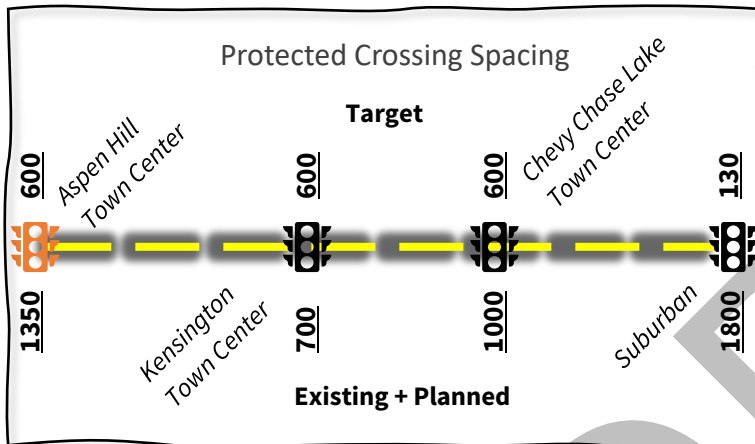 Protected Crossing Spacing
Target
600
Aspen Hill
Town Center
600
600
Chevy Chase Lake
Town Center
130
1350
Kensington
Town Center
700
1000
Suburban
1800
Existing + Planned